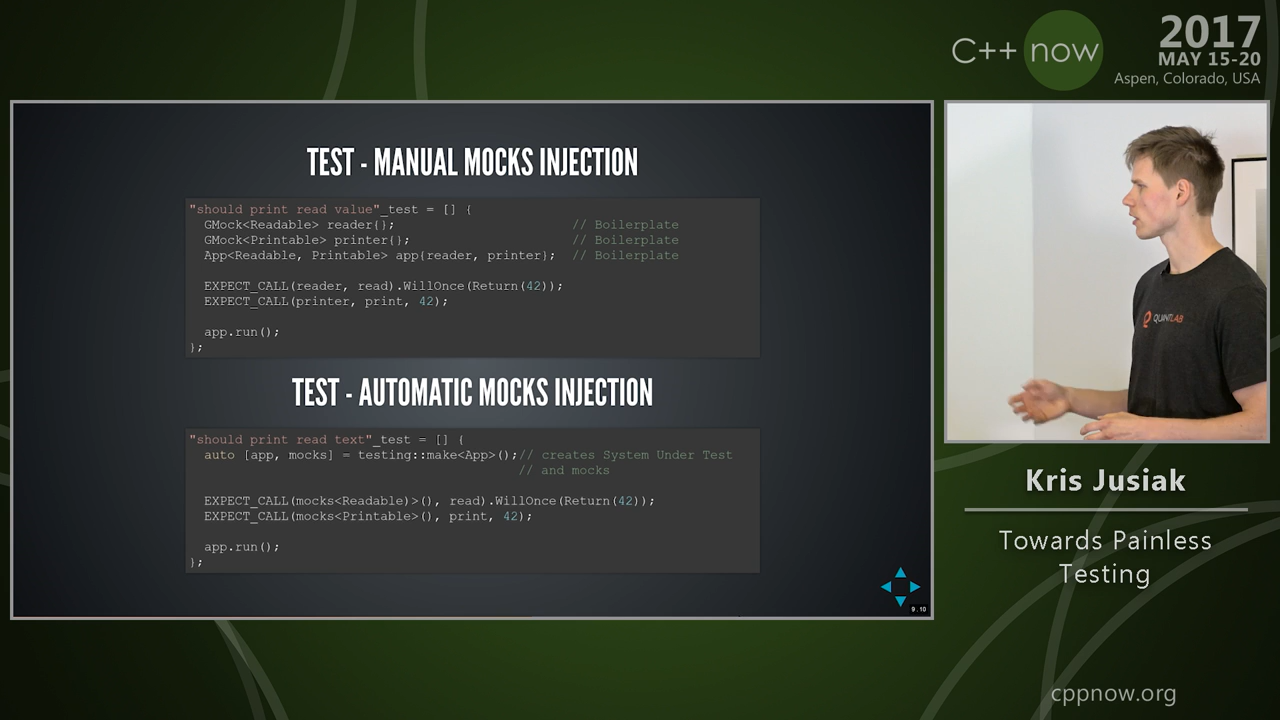 C++ now
2017
MAY 15-20
Aspen, Colorado, USA
TEST - MANUAL MOCKS INJECTION
"should print read value"_test = [] {
GMock<Readable> reader{}; // Boilerplate
GMock<Printable> printer{}; // Boilerplate
App<Readable, Printable> app{reader, printer}; // Boilerplate
EXPECT_CALL(reader, read).WillOnce(Return(42));
EXPECT_CALL(printer, print, 42);
app.run();
};
TEST - AUTOMATIC MOCKS INJECTION
"should print read text"_test = [] {
auto [app, mocks] = testing::make<App>();// creates System Under Test
// and mocks
EXPECT_CALL(mocks<Readable)>(), read).WillOnce(Return(42));
EXPECT_CALL(mocks<Printable>(), print, 42);
app.run();
};
9.10
QUANTLAB
Kris Jusiak
Towards Painless
Testing
cppnow.org